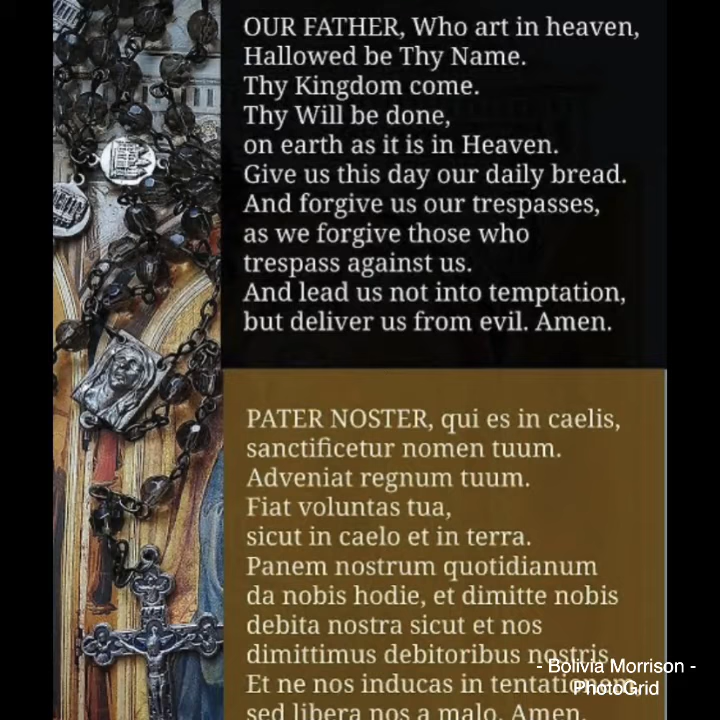 OUR FATHER, Who art in heaven,
Hallowed be Thy Name.
Thy Kingdom come.
Thy Will be done,
on earth as it is in Heaven.
Give us this day our daily bread.
And forgive us our trespasses,
as we forgive those who
trespass against us.
And lead us not into temptation,
but deliver us from evil. Amen.
PATER NOSTER, qui es in caelis,
sanctificetur nomen tuum.
Adveniat regnum tuum.
Fiat voluntas tua,
sicut in caelo et in terra.
Panem nostrum quotidianum
da nobis hodie, et dimitte nobis
debita nostra sicut et nos
dimittimus debitoribus nostris.
Et ne nos inducas in tentationem,
sed libera nos a malo. Amen.
- Bolivia Morrison -
PhotoGrid